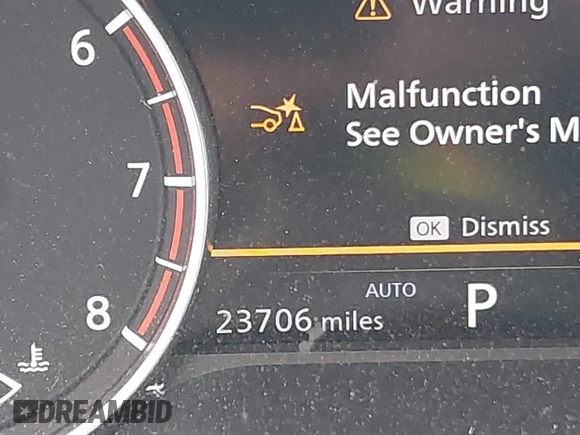 Warning
6
Malfunction
See Owner's M
7
OK Dismiss
AUTO
P
8
23706 miles
DREAMBID